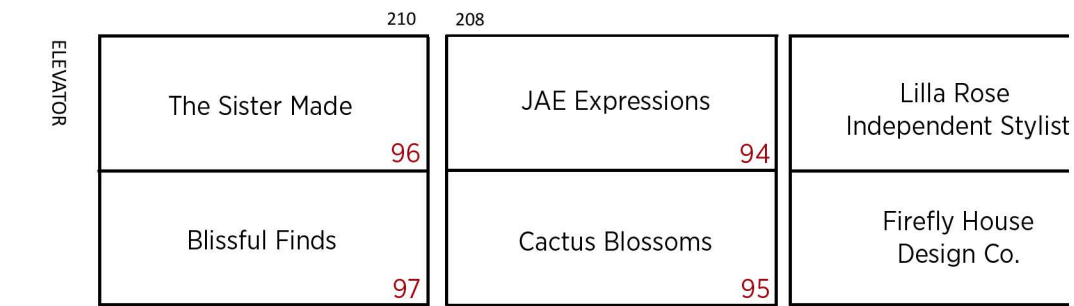 210 208
ELEVATOR
The Sister Made
96
JAE Expressions
94
Lilla Rose
Independent Stylist
Blissful Finds
97
Cactus Blossoms
95
Firefly House
Design Co.